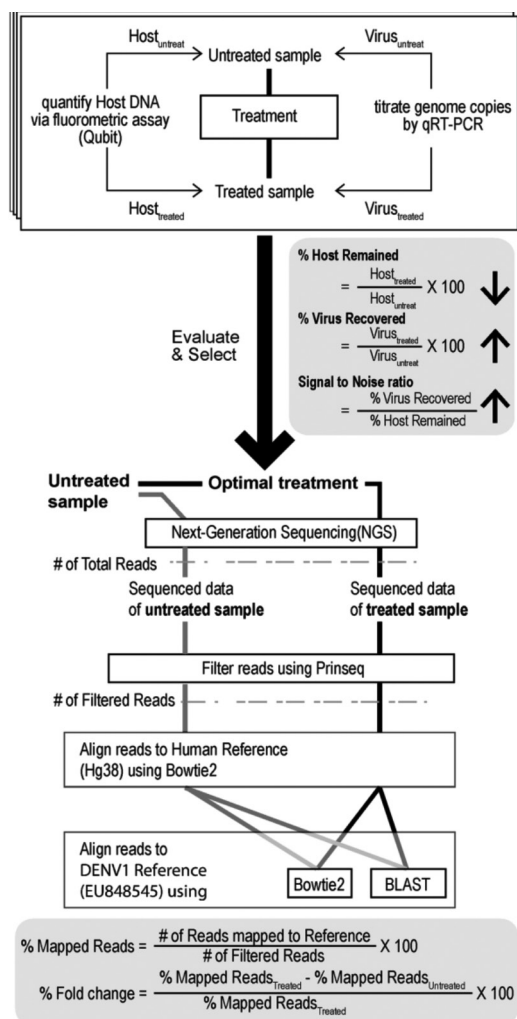 Host_untreat
Virus_untreat
Untreated sample
quantify Host DNA
via fluorometric assay
(Qubit)
Treatment
titrate genome copies
by qRT-PCR
Treated sample
Host_treated
Virus_treated
Evaluate
& Select
% Host Remained
= Host_treated / Host_untreat X 100 ↓
% Virus Recovered
= Virus_treated / Virus_untreat X 100 ↑
Signal to Noise ratio
= % Virus Recovered / % Host Remained ↑
Untreated
sample
Optimal treatment
Next-Generation Sequencing(NGS)
# of Total Reads
Sequenced data
of untreated sample
Sequenced data
of treated sample
Filter reads using Prinseq
# of Filtered Reads
Align reads to Human Reference
(Hg38) using Bowtie2
Align reads to
DENV1 Reference
(EU848545) using
Bowtie2
BLAST
% Mapped Reads = # of Reads mapped to Reference / # of Filtered Reads X 100
% Fold change = % Mapped Reads_Treated - % Mapped Reads_Untreated / % Mapped Reads_Treated X 100